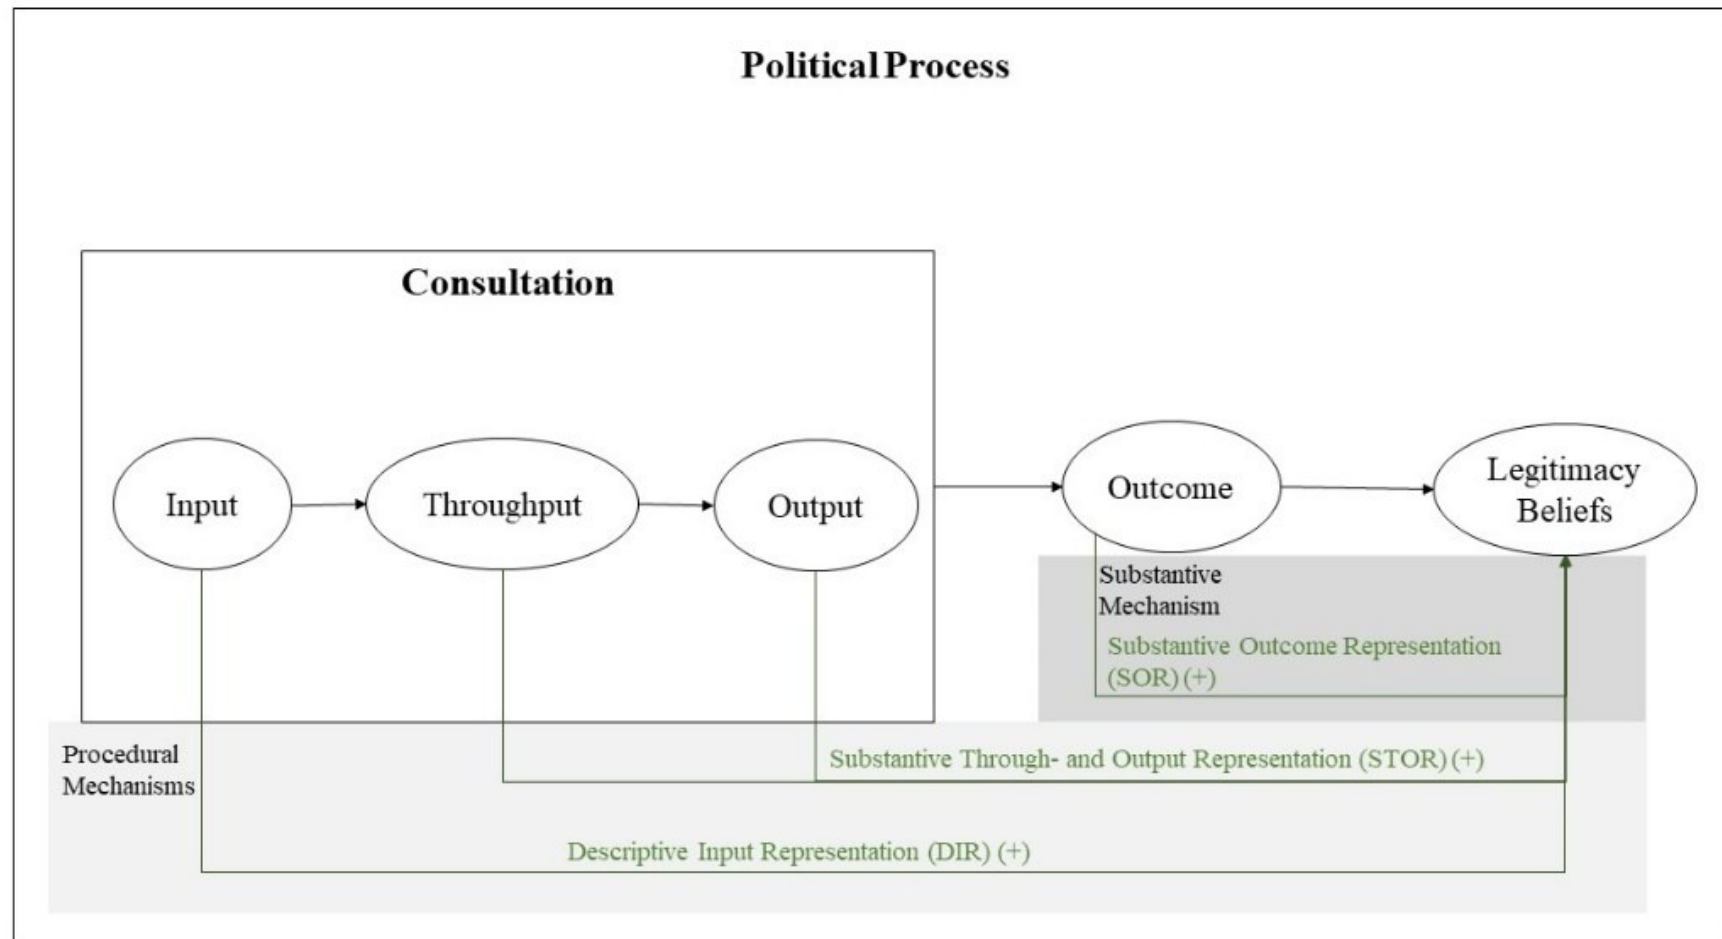 Political Process
Consultation
Input
Throughput
Output
Outcome
Legitimacy
Beliefs
Substantive
Mechanism
Substantive Outcome Representation
(SOR) (+)
Procedural
Mechanisms
Substantive Through- and Output Representation (STOR) (+)
Descriptive Input Representation (DIR) (+)